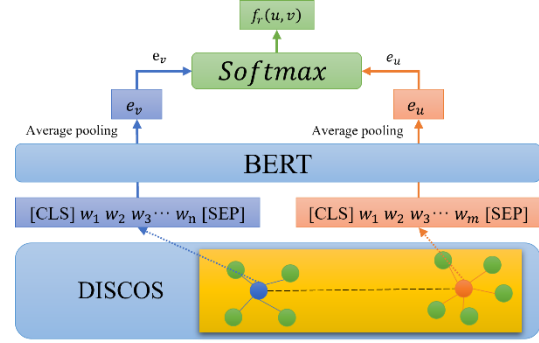 f_r(u, v)
e_v
Softmax
e_u
e_v
e_u
Average pooling
Average pooling
BERT
[CLS] w_1 w_2 w_3 ⋯ w_n [SEP]
[CLS] w_1 w_2 w_3 ⋯ w_m [SEP]
DISCOS